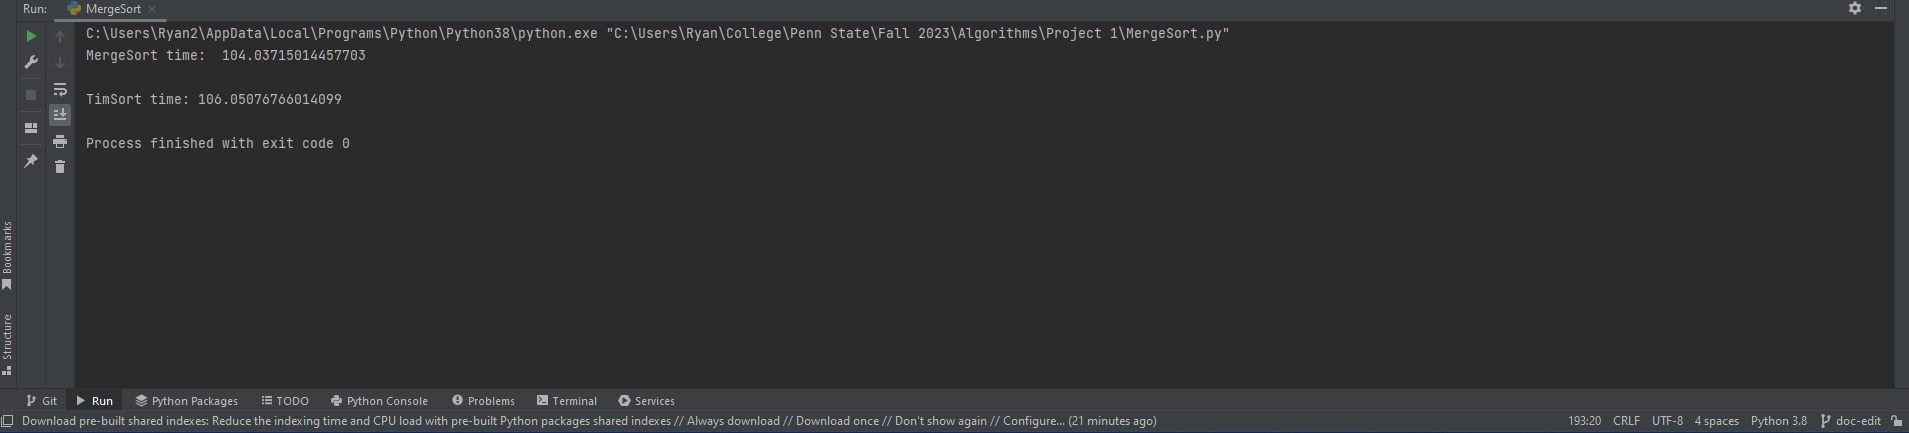 Run: MergeSort
C:\Users\Ryan2\AppData\Local\Programs\Python\Python38\python.exe "C:\Users\Ryan\College\Penn State\Fall 2023\Algorithms\Project 1\MergeSort.py"
MergeSort time:  104.03715014457703
TimSort time: 106.05076766014099
Process finished with exit code 0
Bookmarks
Structure
Git Run Python Packages TODO Python Console Problems Terminal Services
Download pre-built shared indexes: Reduce the indexing time and CPU load with pre-built Python packages shared indexes // Always download // Download once // Don't show again // Configure... (21 minutes ago) 193:20 CRLF UTF-8 4 spaces Python 3.8 doc-edit